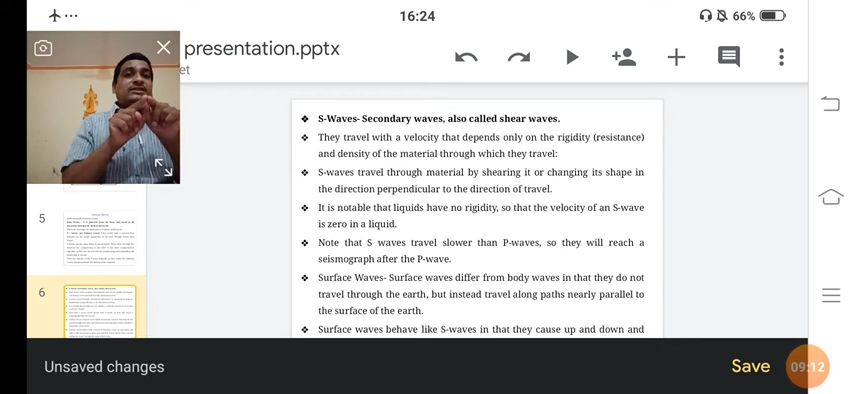 16:24
66%
presentation.pptx
et
❖ S-Waves- Secondary waves, also called shear waves.
❖ They travel with a velocity that depends only on the rigidity (resistance)
and density of the material through which they travel:
❖ S-waves travel through material by shearing it or changing its shape in
the direction perpendicular to the direction of travel.
❖ It is notable that liquids have no rigidity, so that the velocity of an S-wave
is zero in a liquid.
❖ Note that S waves travel slower than P-waves, so they will reach a
seismograph after the P-wave.
❖ Surface Waves- Surface waves differ from body waves in that they do not
travel through the earth, but instead travel along paths nearly parallel to
the surface of the earth.
❖ Surface waves behave like S-waves in that they cause up and down and
5
6
Unsaved changes
Save
09:12